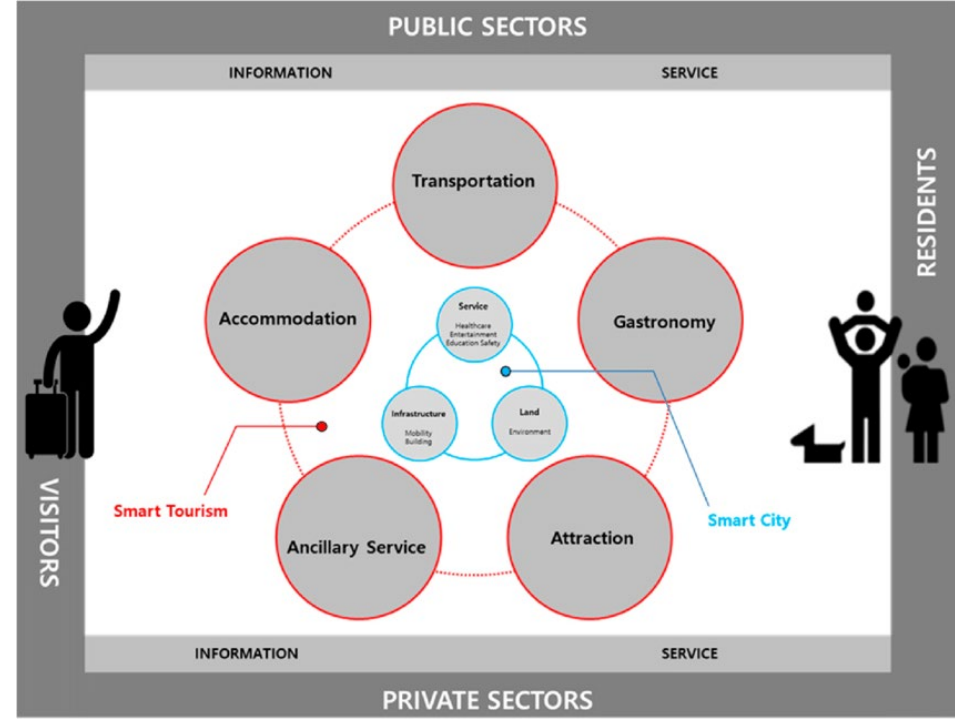 PUBLIC SECTORS
INFORMATION
SERVICE
Transportation
RESIDENTS
Accommodation
Gastronomy
Service
Healthcare
Entertainment
Education Safety
Infrastructure
Mobility
Building
Land
Environment
Smart Tourism
Smart City
VISITORS
Ancillary Service
Attraction
INFORMATION
SERVICE
PRIVATE SECTORS